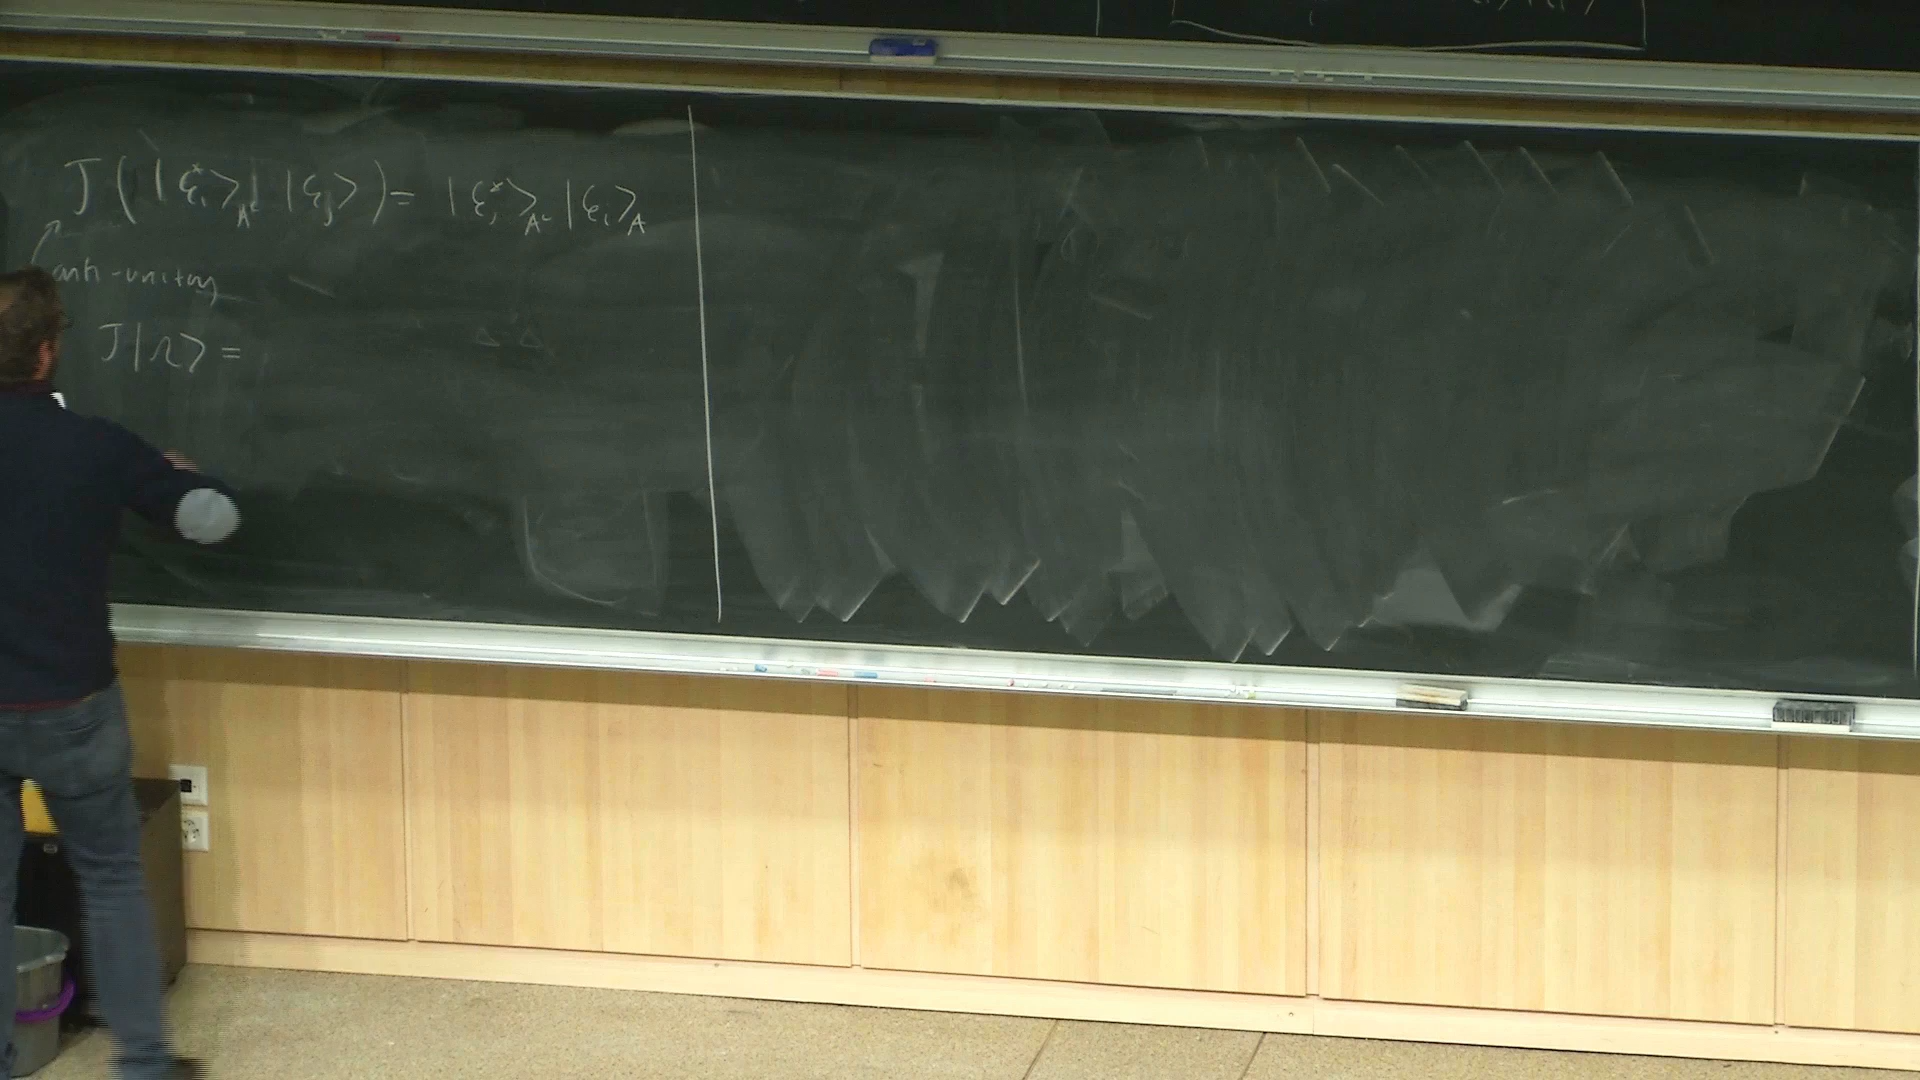 J(|ξ_i^*⟩_{A^c} |ξ_j⟩) = |ξ_j^*⟩_{A^c} |ξ_i⟩_A
anti-unitary
J|Ω⟩ =